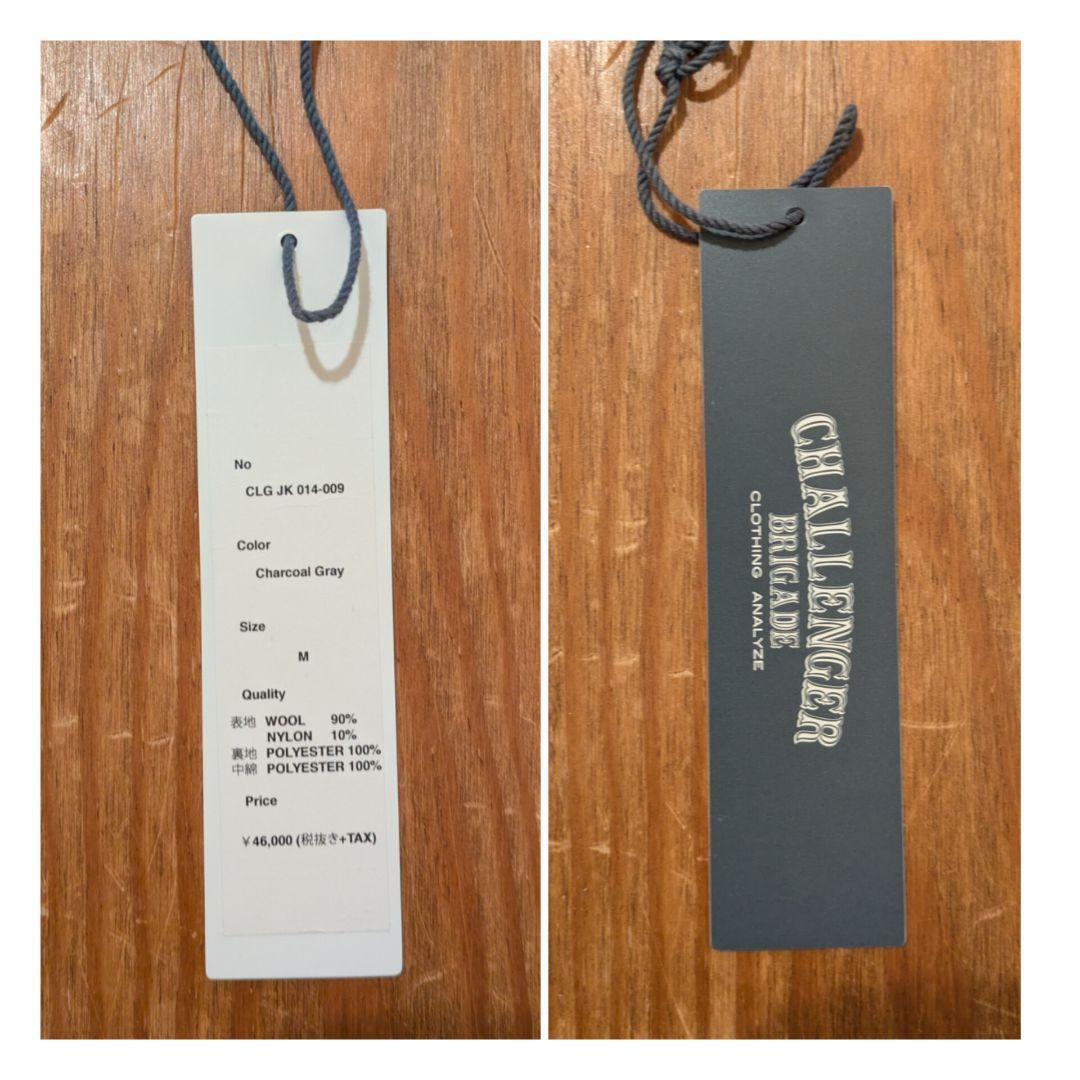 No
CLG JK 014-009
Color
Charcoal Gray
Size
M
Quality
表地 WOOL 90%
NYLON 10%
裏地 POLYESTER 100%
中綿 POLYESTER 100%
Price
￥46,000 (税抜き+TAX)
CHALLENGER
BRIGADE
CLOTHING ANALYZE